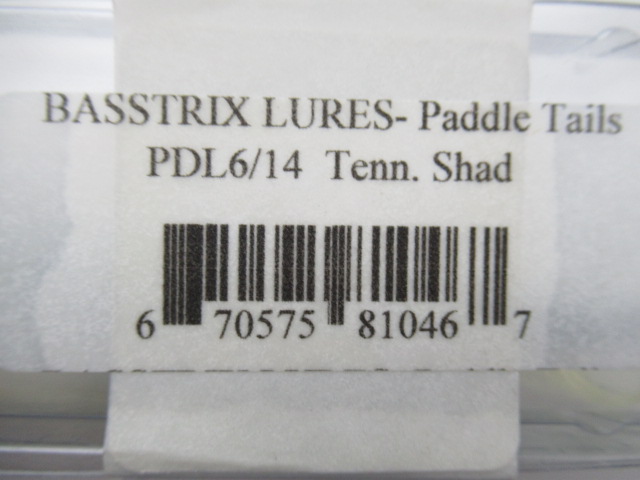 BASSTRIX LURES- Paddle Tails
PDL6/14 Tenn. Shad
6 70575 81046 7